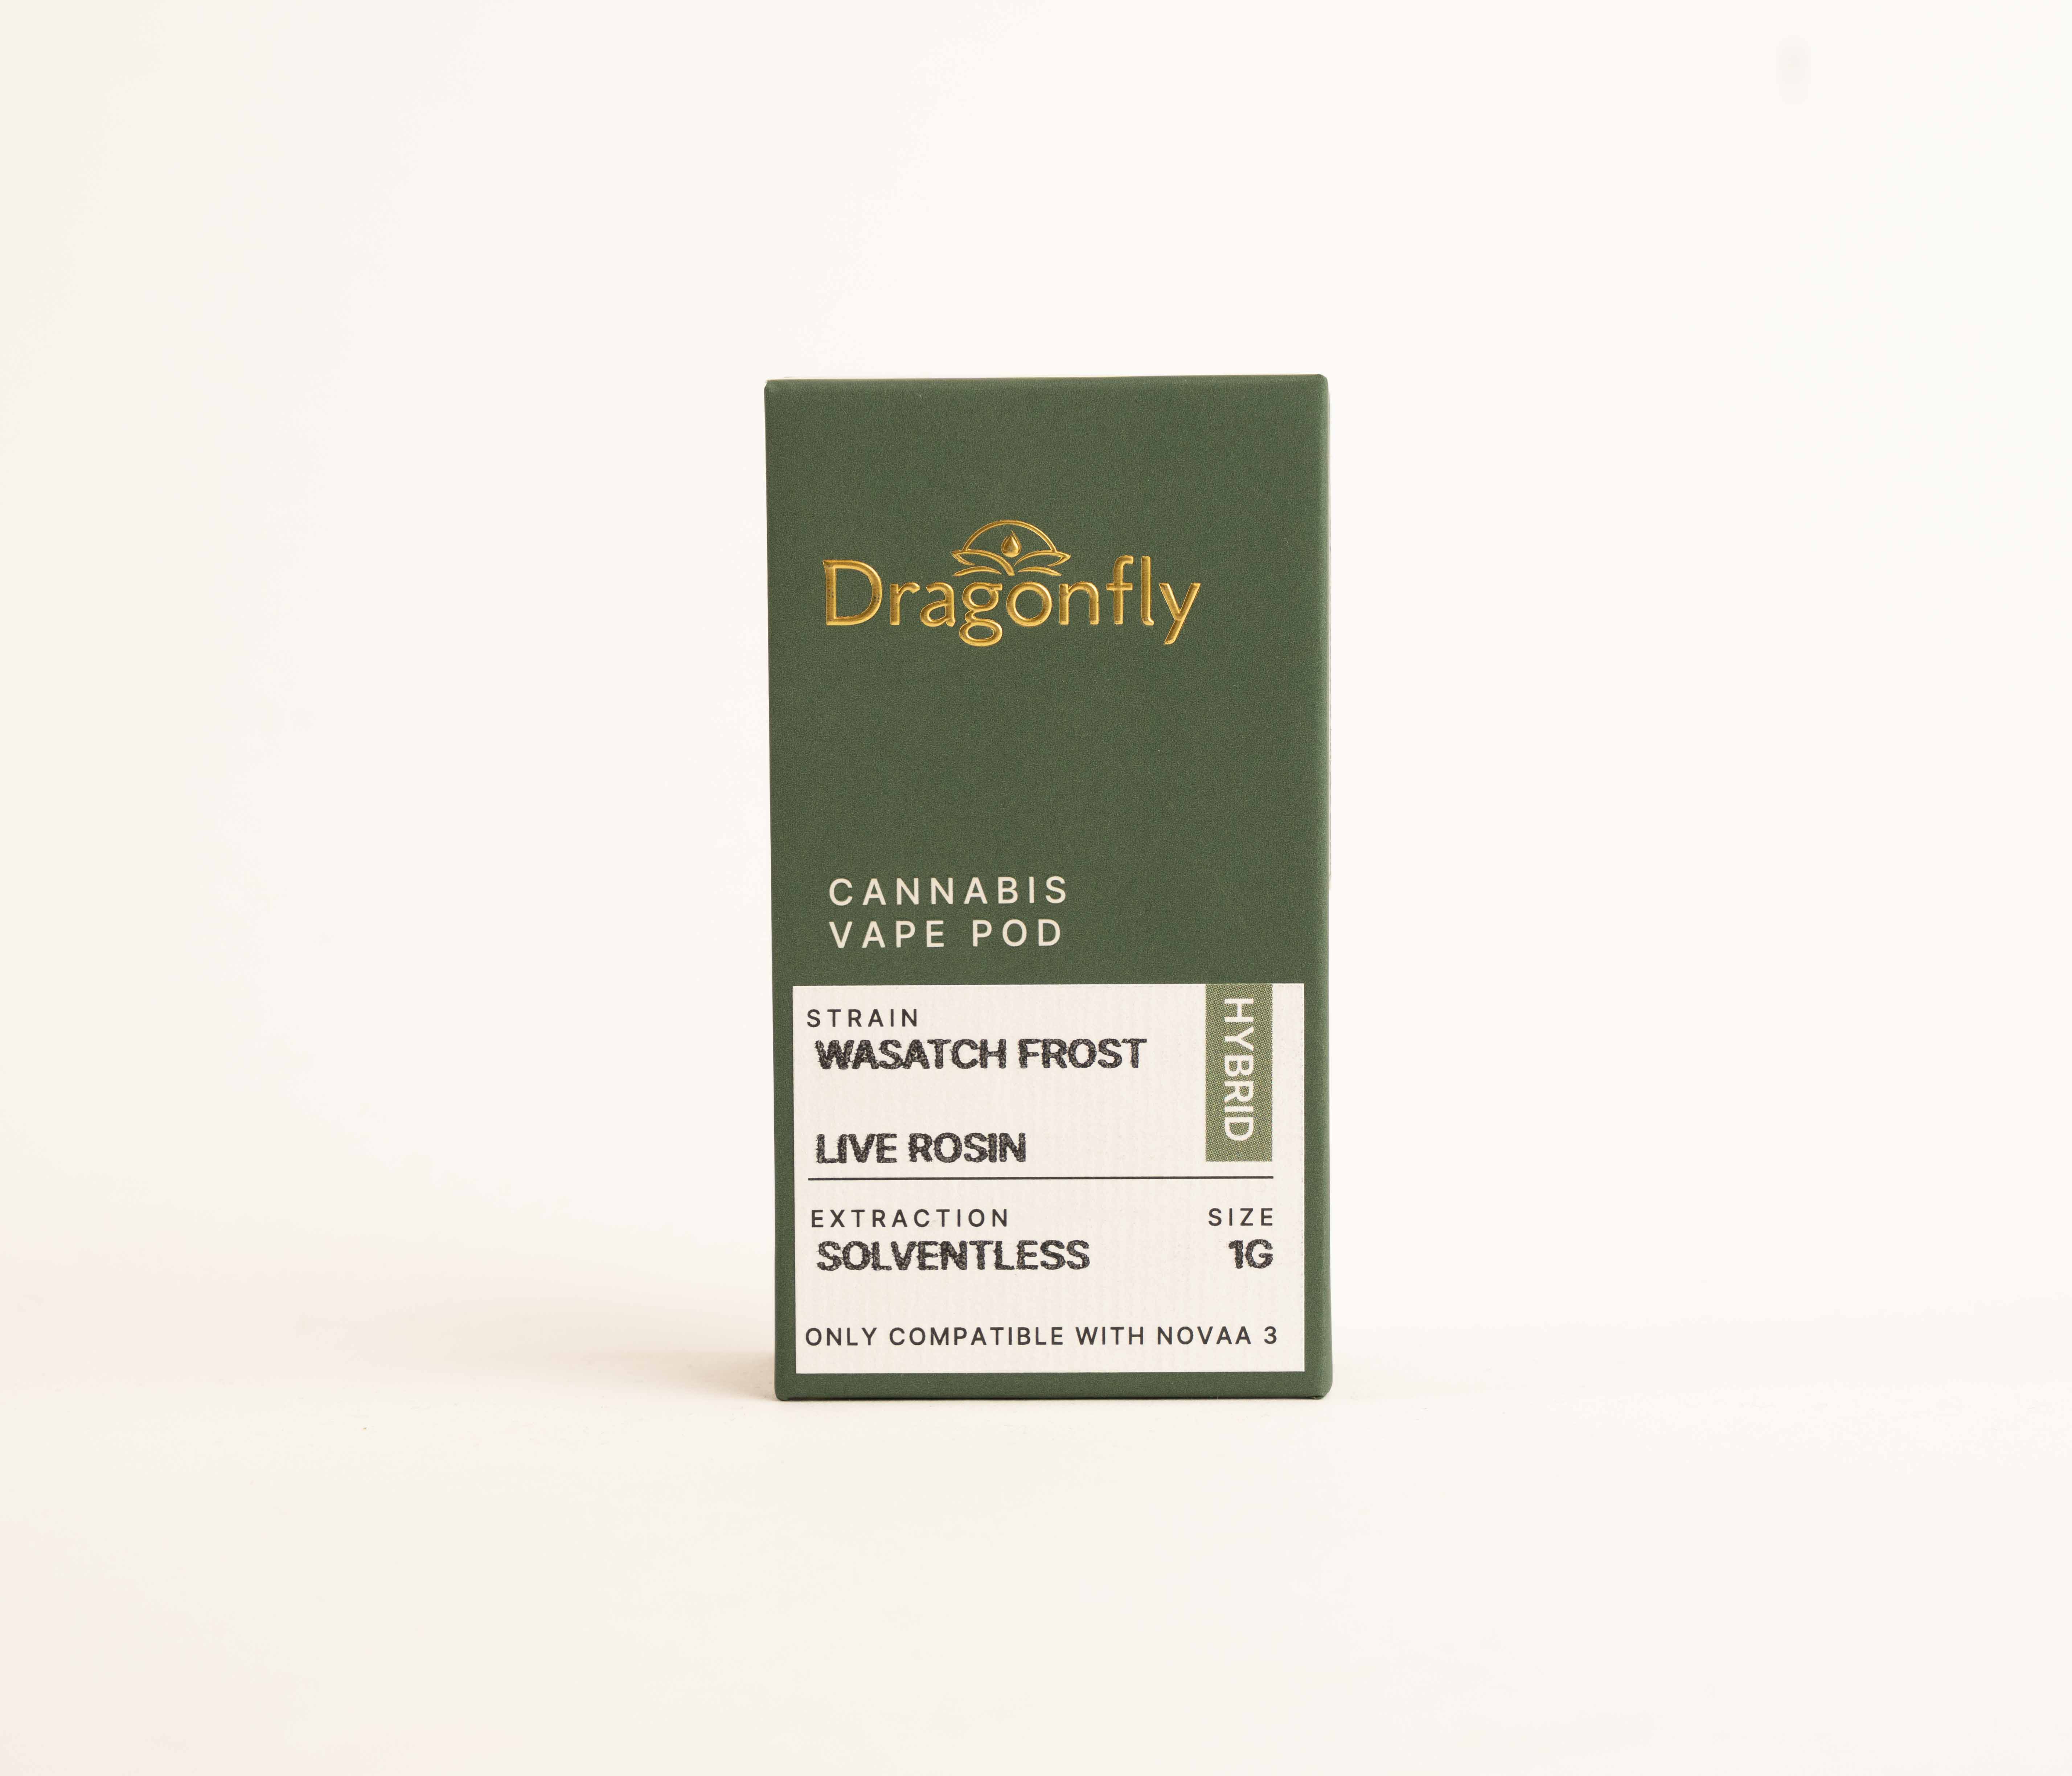 Dragonfly
CANNABIS
VAPE POD
STRAIN
WASATCH FROST
HYBRID
LIVE ROSIN
EXTRACTION
SOLVENTLESS
SIZE
1G
ONLY COMPATIBLE WITH NOVAA 3